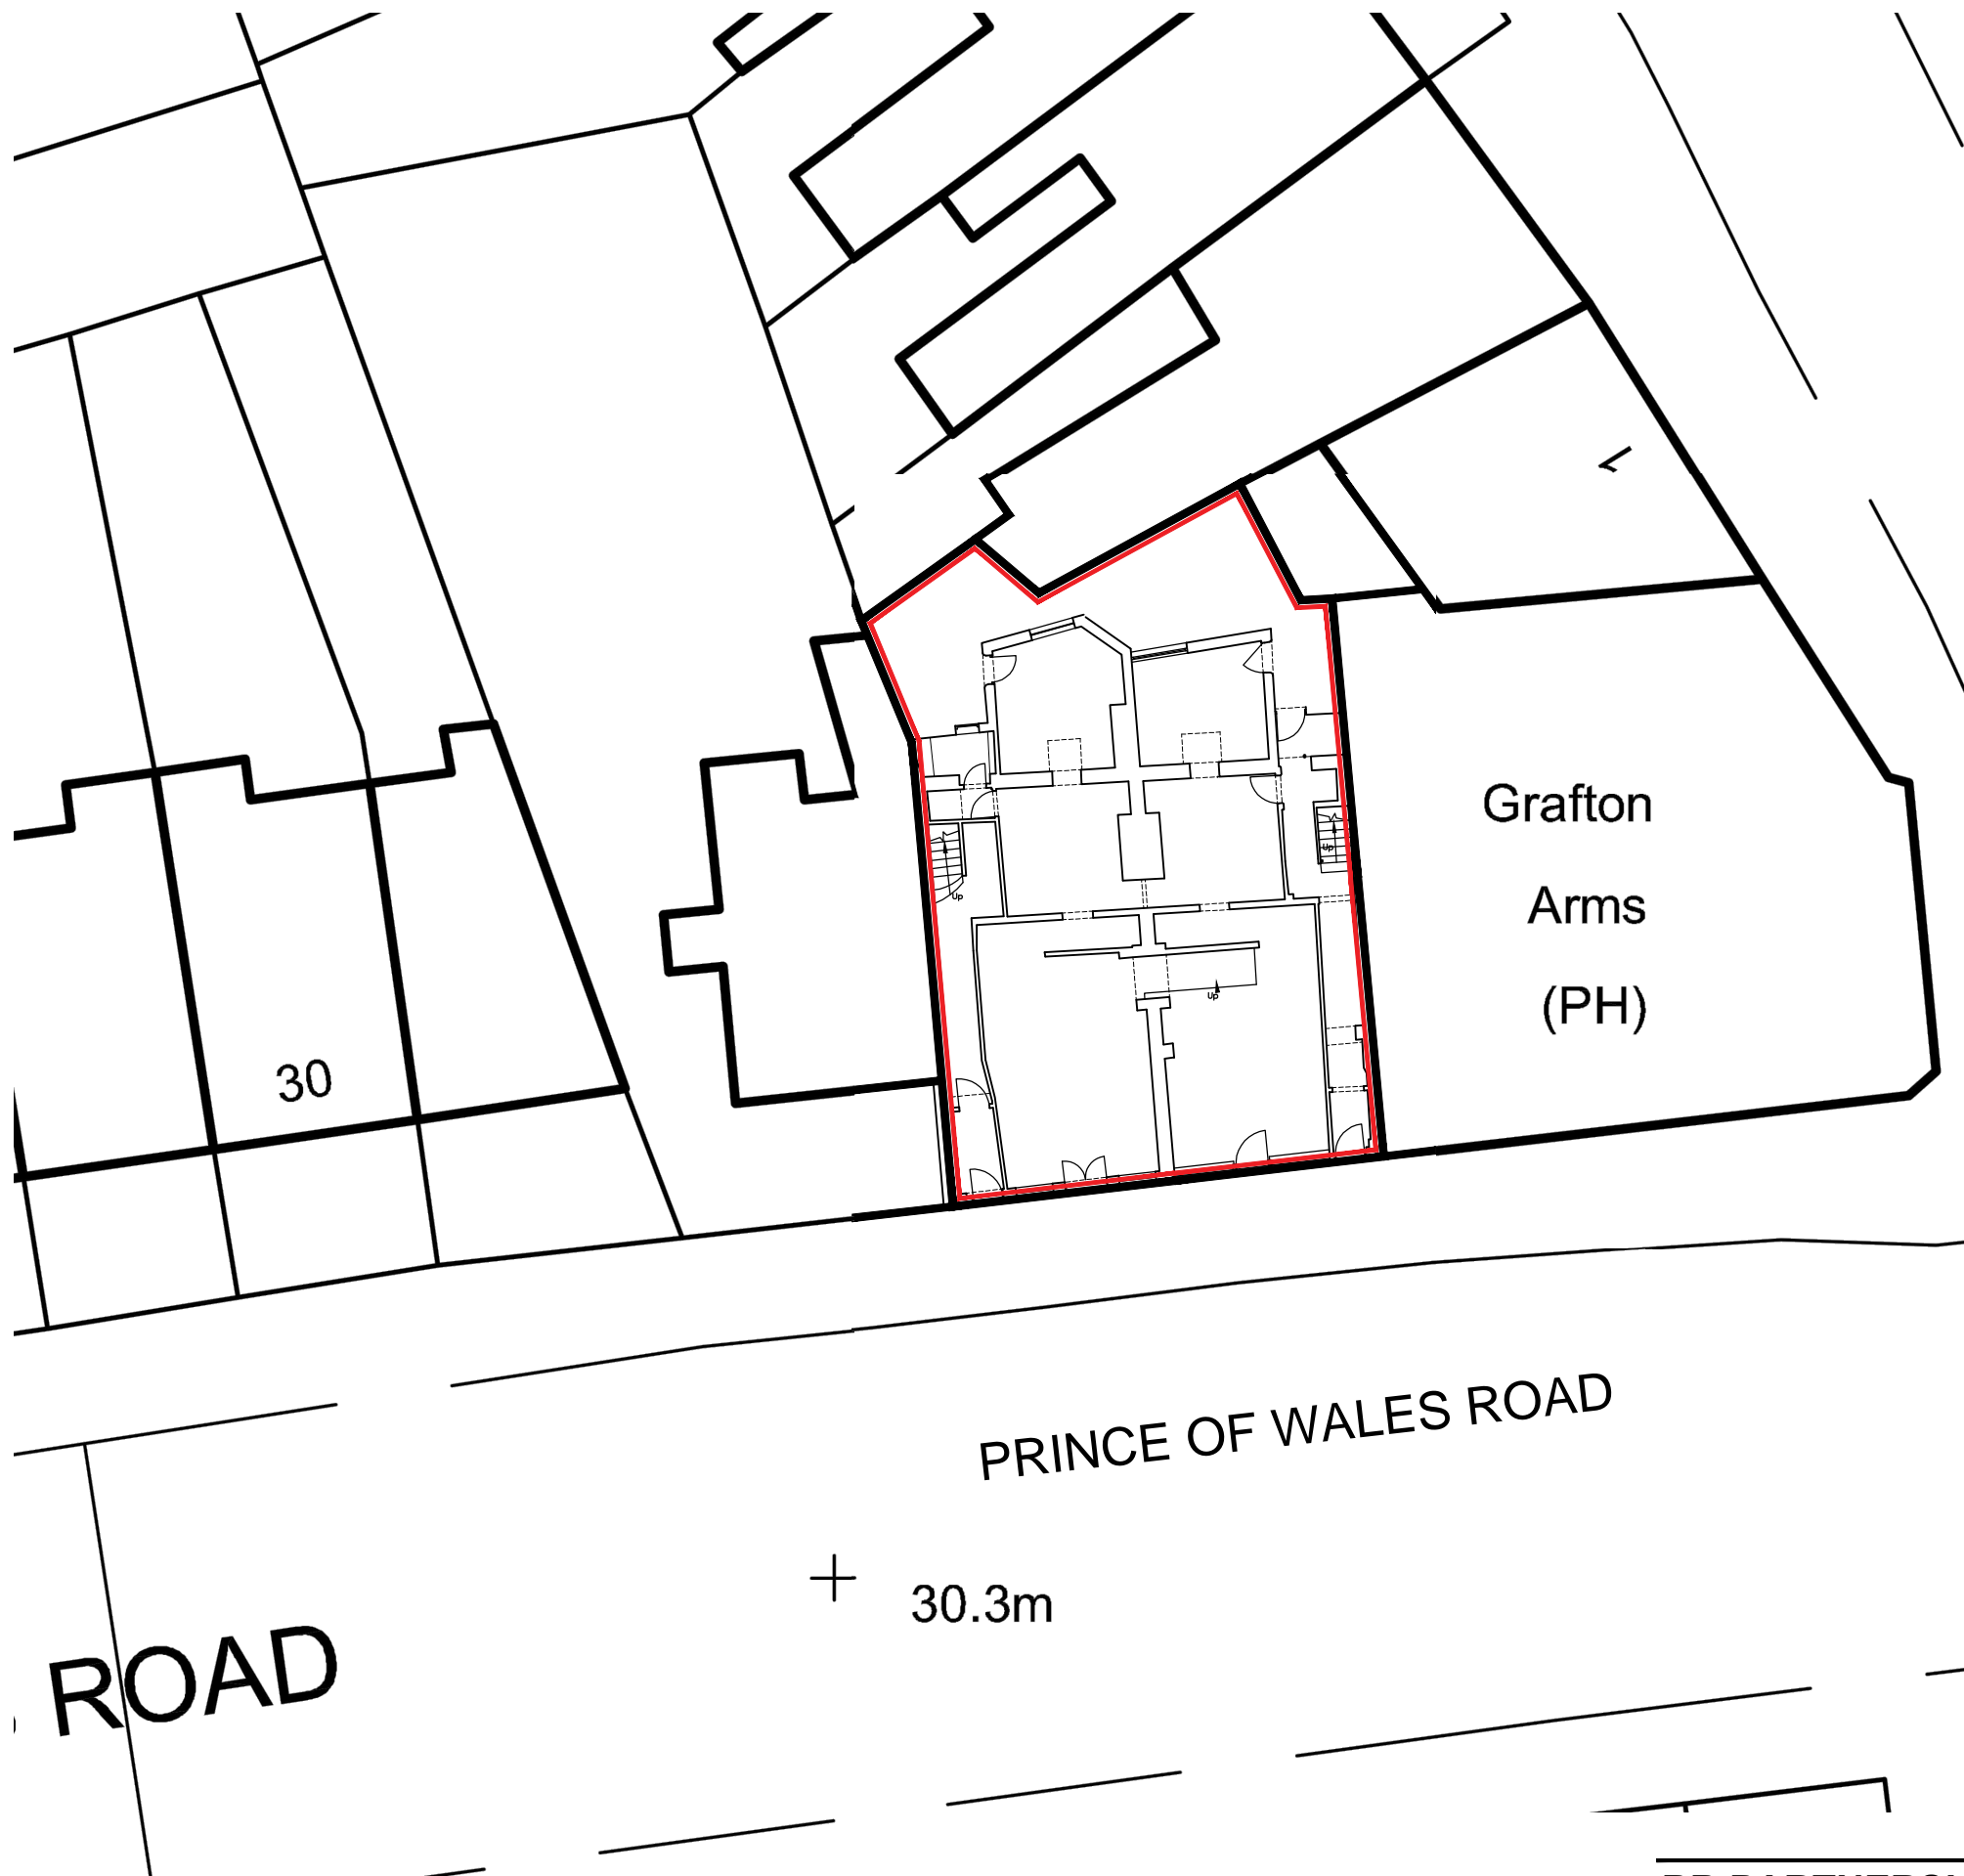 Grafton
Arms
(PH)
Up
Up
Up
30
PRINCE OF WALES ROAD
30.3m
ROAD